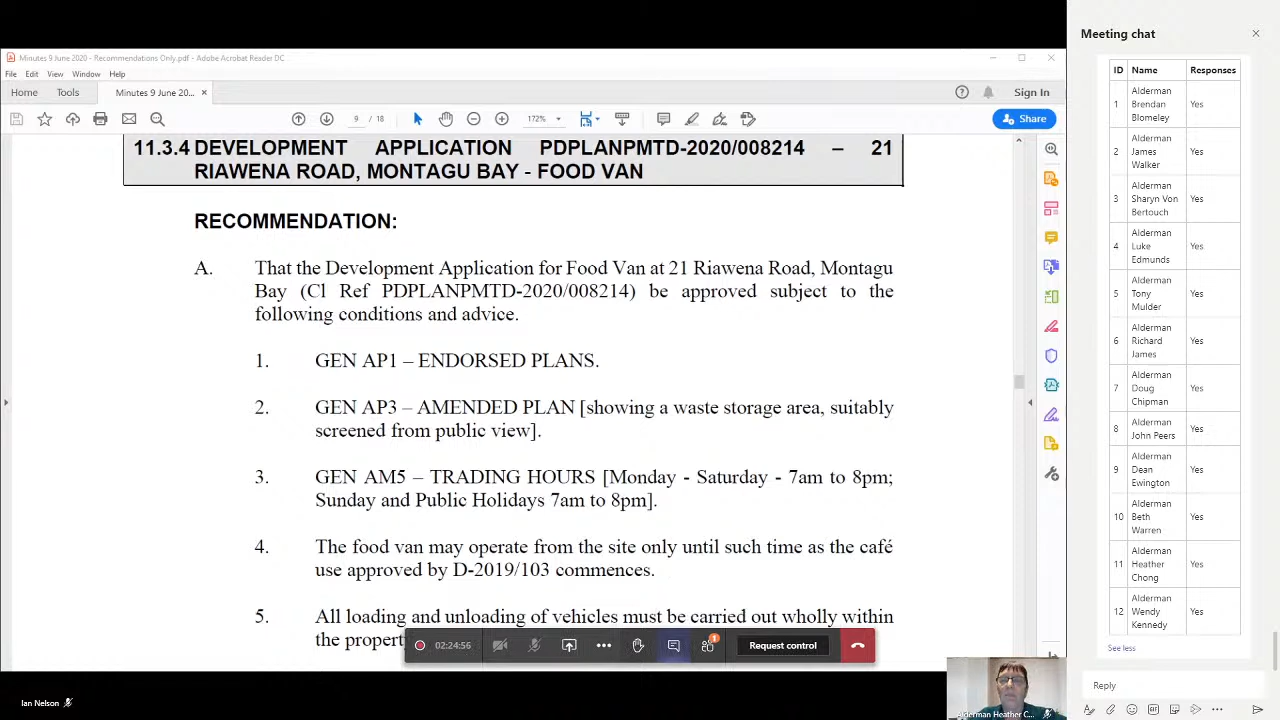 Minutes 9 June 2020 - Recommendations Only.pdf - Adobe Acrobat Reader DC
File Edit View Window Help
Home Tools Minutes 9 June 20... × Sign In
9 / 18 172% Share
11.3.4 DEVELOPMENT APPLICATION PDPLANPMTD-2020/008214 – 21
RIAWENA ROAD, MONTAGU BAY - FOOD VAN
RECOMMENDATION:
A. That the Development Application for Food Van at 21 Riawena Road, Montagu
Bay (Cl Ref PDPLANPMTD-2020/008214) be approved subject to the
following conditions and advice.
1. GEN AP1 – ENDORSED PLANS.
2. GEN AP3 – AMENDED PLAN [showing a waste storage area, suitably
screened from public view].
3. GEN AM5 – TRADING HOURS [Monday - Saturday - 7am to 8pm;
Sunday and Public Holidays 7am to 8pm].
4. The food van may operate from the site only until such time as the café
use approved by D-2019/103 commences.
5. All loading and unloading of vehicles must be carried out wholly within
the property
02:24:56 1 Request control
Ian Nelson
Alderman Heather C...
Meeting chat
ID Name Responses
1 Alderman Brendan Blomeley Yes
2 Alderman James Walker Yes
3 Alderman Sharyn Von Bertouch Yes
4 Alderman Luke Edmunds Yes
5 Alderman Tony Mulder Yes
6 Alderman Richard James Yes
7 Alderman Doug Chipman Yes
8 Alderman John Peers Yes
9 Alderman Dean Ewington Yes
10 Alderman Beth Warren Yes
11 Alderman Heather Chong Yes
12 Alderman Wendy Kennedy Yes
See less
Reply